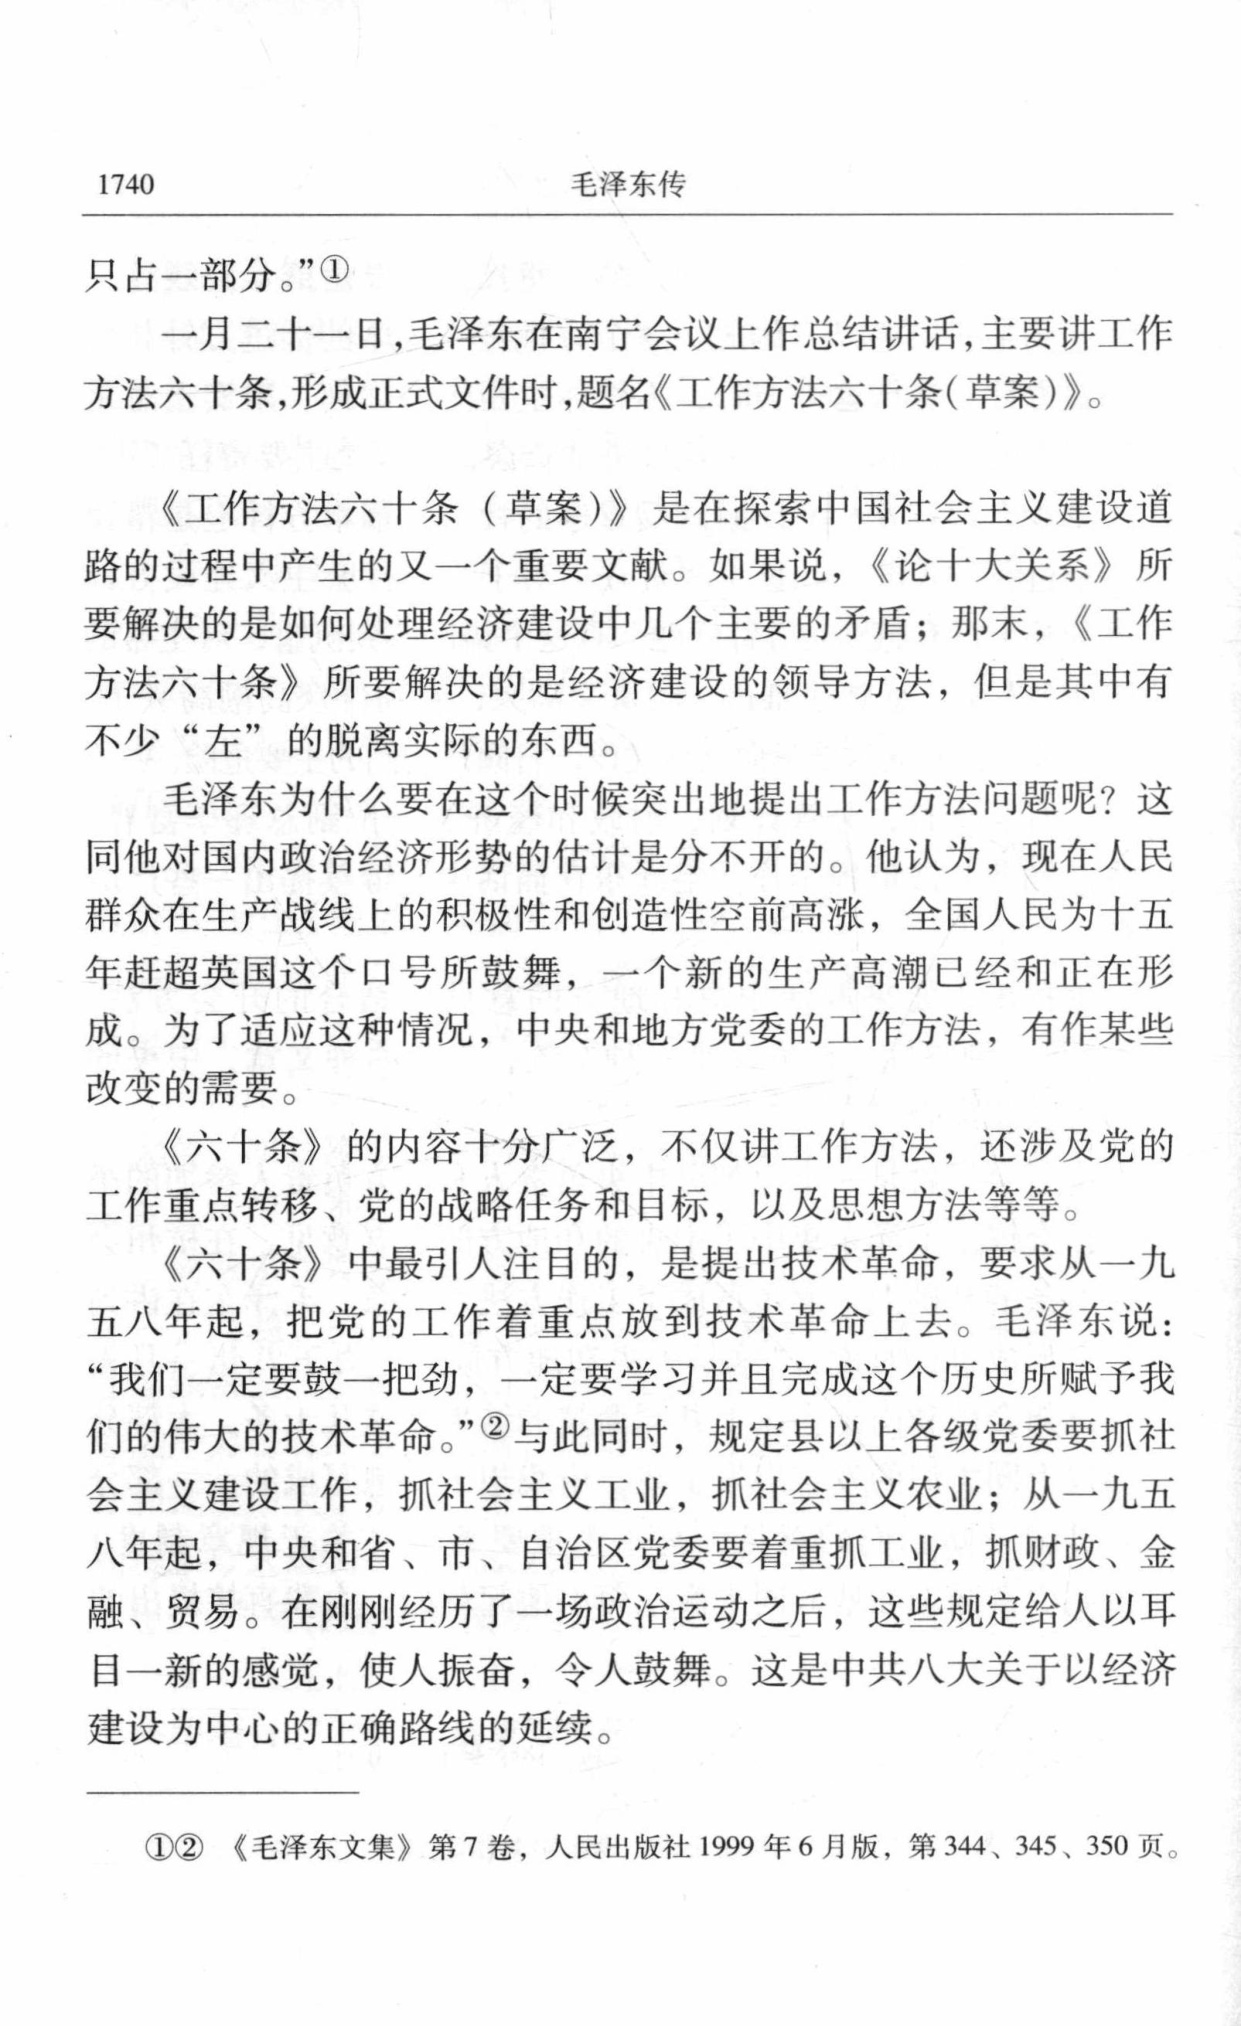 1740
毛泽东传
只占一部分。”①
一月二十一日,毛泽东在南宁会议上作总结讲话,主要讲工作
方法六十条,形成正式文件时,题名《工作方法六十条(草案)》。
《工作方法六十条（草案)》是在探索中国社会主义建设道
路的过程中产生的又一个重要文献。如果说，《论十大关系》所
要解决的是如何处理经济建设中几个主要的矛盾；那末，《工作
方法六十条》所要解决的是经济建设的领导方法，但是其中有
不少“左”的脱离实际的东西。
毛泽东为什么要在这个时候突出地提出工作方法问题呢？这
同他对国内政治经济形势的估计是分不开的。他认为，现在人民
群众在生产战线上的积极性和创造性空前高涨，全国人民为十五
年赶超英国这个口号所鼓舞，一个新的生产高潮已经和正在形
成。为了适应这种情况，中央和地方党委的工作方法，有作某些
改变的需要。
《六十条》的内容十分广泛，不仅讲工作方法，还涉及党的
工作重点转移、党的战略任务和目标，以及思想方法等等。
《六十条》中最引人注目的，是提出技术革命，要求从一九
五八年起，把党的工作着重点放到技术革命上去。毛泽东说：
“我们一定要鼓一把劲，一定要学习并且完成这个历史所赋予我
们的伟大的技术革命。”②与此同时，规定县以上各级党委要抓社
会主义建设工作，抓社会主义工业，抓社会主义农业；从一九五
八年起，中央和省、市、自治区党委要着重抓工业，抓财政、金
融、贸易。在刚刚经历了一场政治运动之后，这些规定给人以耳
目一新的感觉，使人振奋，令人鼓舞。这是中共八大关于以经济
建设为中心的正确路线的延续。
①② 《毛泽东文集》第7卷，人民出版社1999年6月版，第344、345、350页。